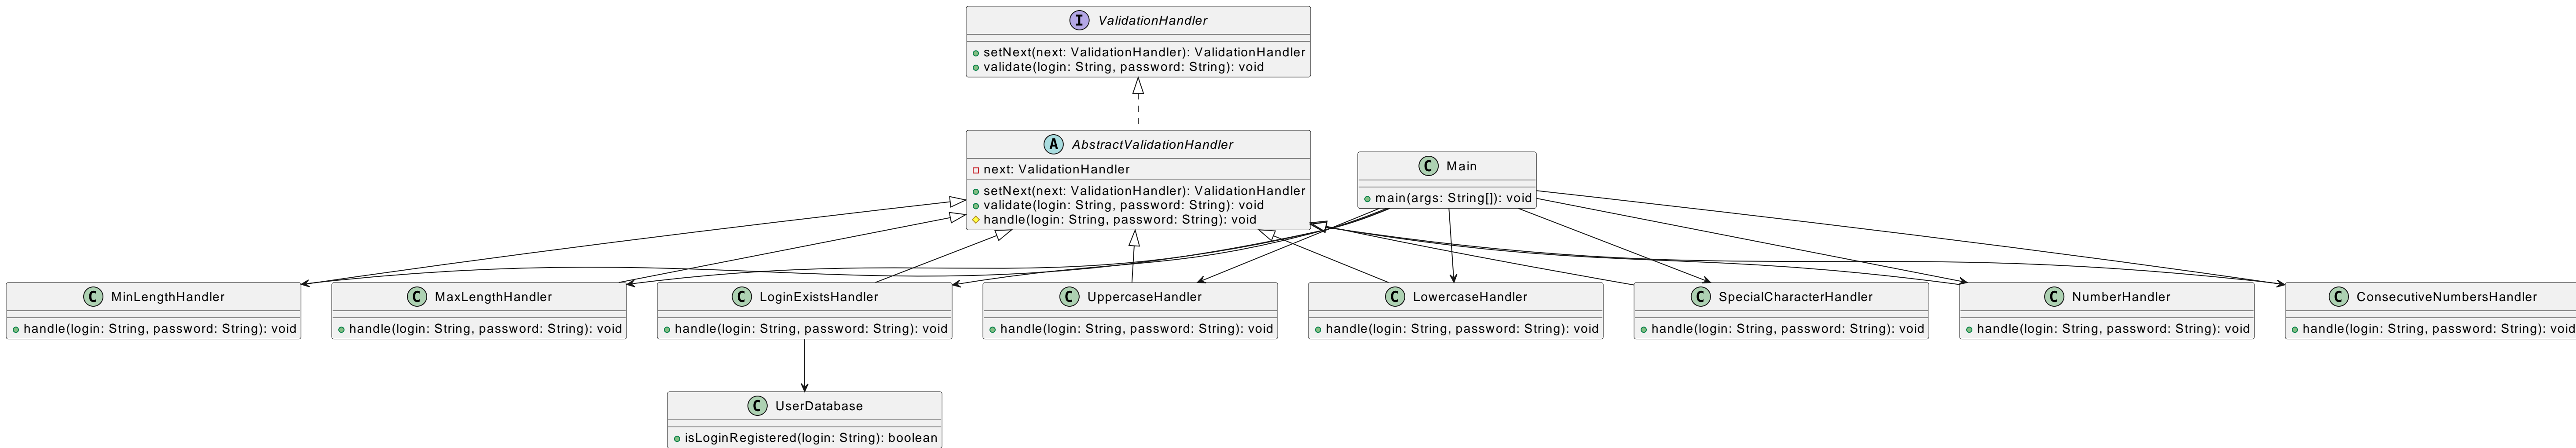 I ValidationHandler
setNext(next: ValidationHandler): ValidationHandler
validate(login: String, password: String): void
A AbstractValidationHandler
next: ValidationHandler
setNext(next: ValidationHandler): ValidationHandler
validate(login: String, password: String): void
handle(login: String, password: String): void
C Main
main(args: String[]): void
C MinLengthHandler
handle(login: String, password: String): void
C MaxLengthHandler
handle(login: String, password: String): void
C LoginExistsHandler
handle(login: String, password: String): void
C UppercaseHandler
handle(login: String, password: String): void
C LowercaseHandler
handle(login: String, password: String): void
C SpecialCharacterHandler
handle(login: String, password: String): void
C NumberHandler
handle(login: String, password: String): void
C ConsecutiveNumbersHandler
handle(login: String, password: String): void
C UserDatabase
isLoginRegistered(login: String): boolean